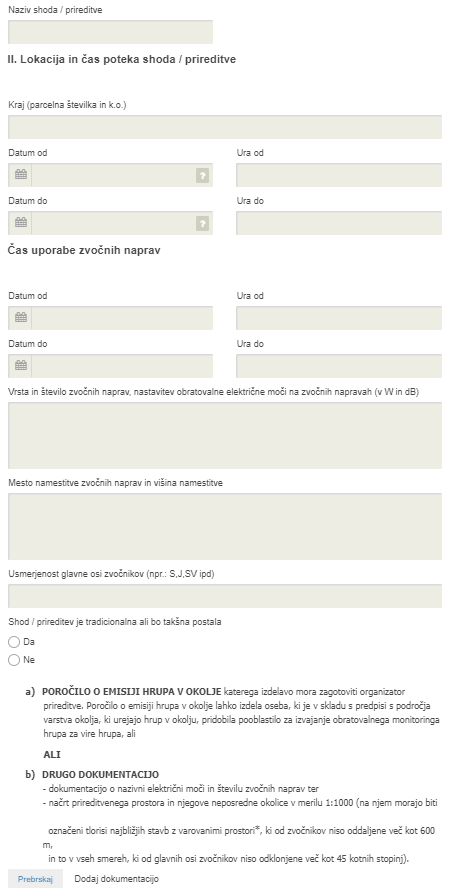 Naziv shoda / prireditve
II. Lokacija in čas poteka shoda / prireditve
Kraj (parcelna številka in k.o.)
Datum od
Ura od
?
Datum do
Ura do
?
Čas uporabe zvočnih naprav
Datum od
Ura od
Datum do
Ura do
Vrsta in število zvočnih naprav, nastavitev obratovalne električne moči na zvočnih napravah (v W in dB)
Mesto namestitve zvočnih naprav in višina namestitve
Usmerjenost glavne osi zvočnikov (npr.: S,J,SV ipd)
Shod / prireditev je tradicionalna ali bo takšna postala
Da
Ne
a) POROČILO O EMISIJI HRUPA V OKOLJE katerega izdelavo mora zagotoviti organizator
prireditve. Poročilo o emisiji hrupa v okolje lahko izdela oseba, ki je v skladu s predpisi s področja
varstva okolja, ki urejajo hrup v okolju, pridobila pooblastilo za izvajanje obratovalnega monitoringa
hrupa za vire hrupa, ali
ALI
b) DRUGO DOKUMENTACIJO
- dokumentacijo o nazivni električni moči in številu zvočnih naprav ter
- načrt prireditvenega prostora in njegove neposredne okolice v merilu 1:1000 (na njem morajo biti
označeni tlorisi najbližjih stavb z varovanimi prostori*, ki od zvočnikov niso oddaljene več kot 600
m,
in to v vseh smereh, ki od glavnih osi zvočnikov niso odklonjene več kot 45 kotnih stopinj).
Prebrskaj
Dodaj dokumentacijo